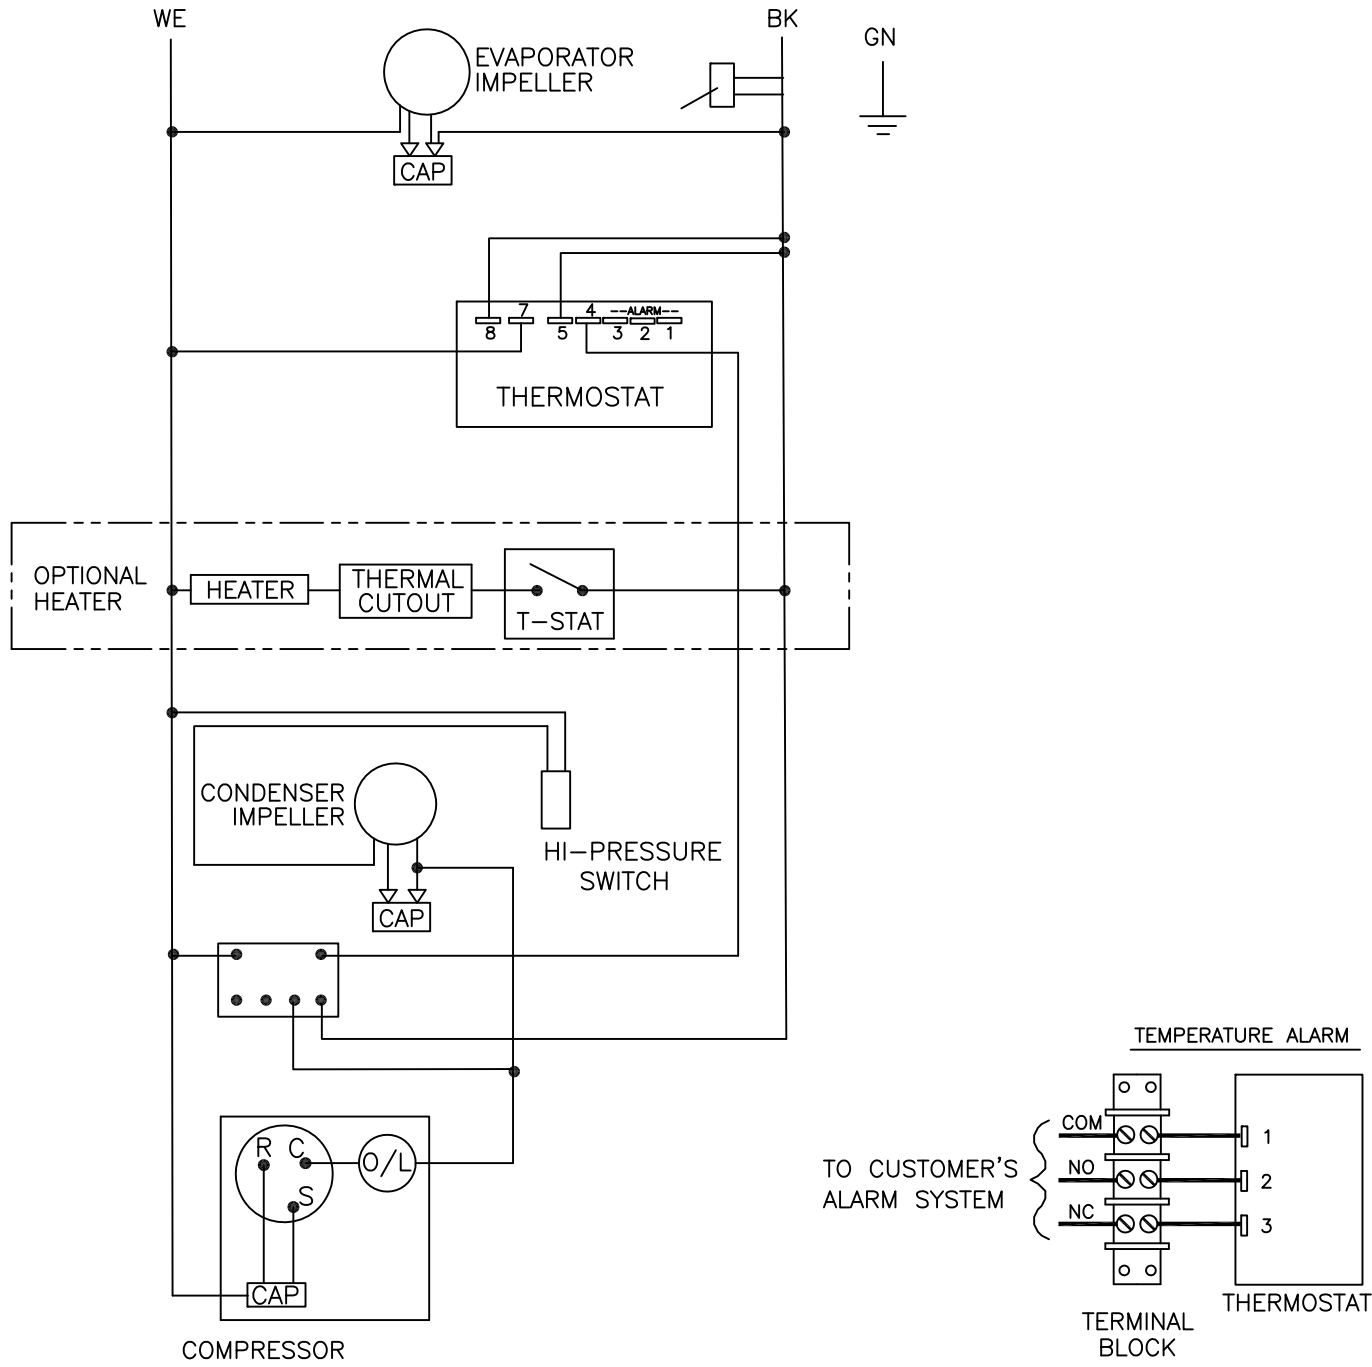 WE
BK
GN
EVAPORATOR
IMPELLER
CAP
7
4
--ALARM--
8
5
3
2
1
THERMOSTAT
OPTIONAL
HEATER
HEATER
THERMAL
CUTOUT
T-STAT
CONDENSER
IMPELLER
HI-PRESSURE
SWITCH
CAP
R
C
S
O/L
CAP
COMPRESSOR
TEMPERATURE ALARM
COM
NO
NC
TO CUSTOMER'S
ALARM SYSTEM
1
2
3
THERMOSTAT
TERMINAL
BLOCK